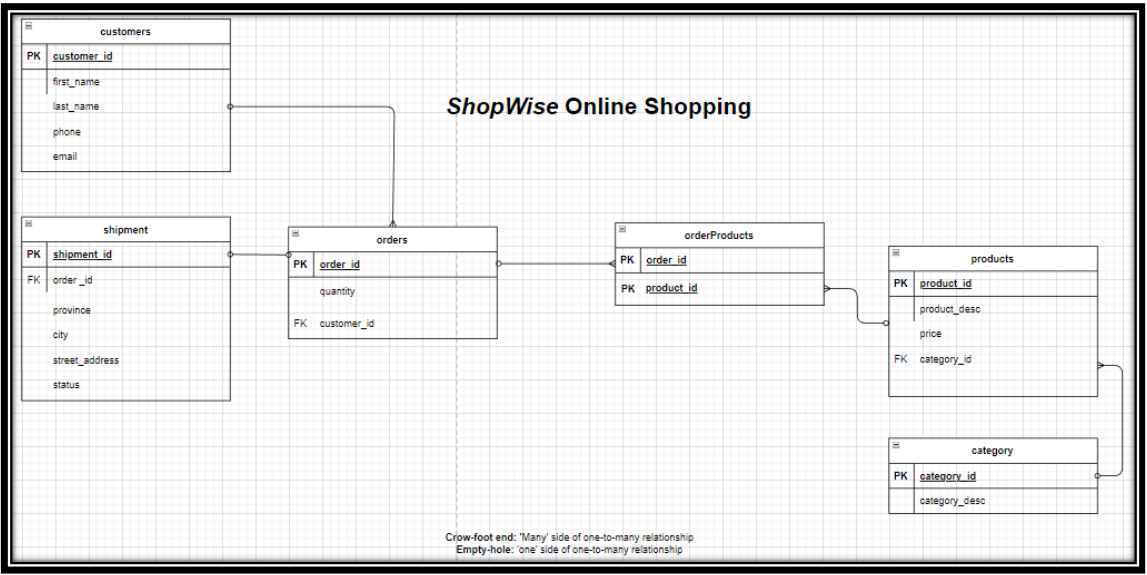 customers
PK customer_id
first_name
last_name
phone
email
ShopWise Online Shopping
shipment
PK shipment_id
FK order _id
province
city
street_address
status
orders
PK order_id
quantity
FK customer_id
orderProducts
PK order_id
PK product_id
products
PK product_id
product_desc
price
FK category_id
category
PK category_id
category_desc
Crow-foot end: 'Many' side of one-to-many relationship
Empty-hole: 'one' side of one-to-many relationship